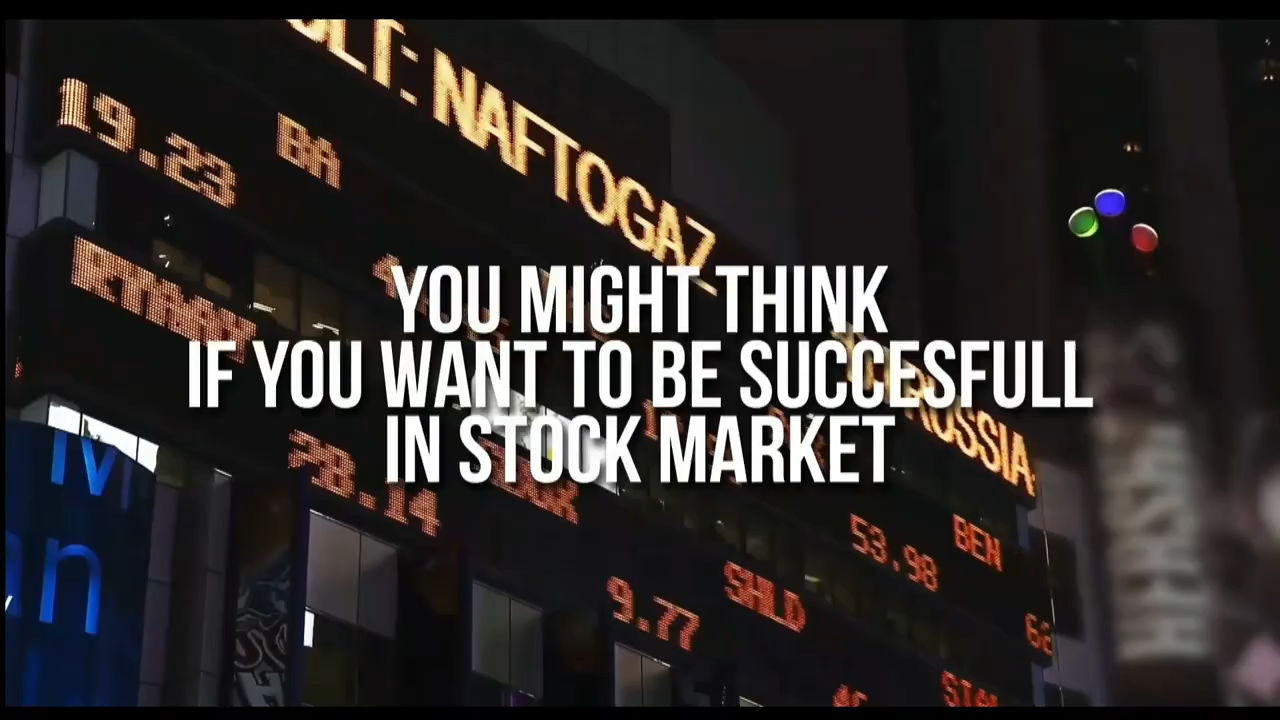 : NAFTOGAZ
19.23 BA
YOU MIGHT THINK
IF YOU WANT TO BE SUCCESFULL
IN STOCK MARKET
RUSSIA
28.14
53.98 BEN
9.77 SHLD
62